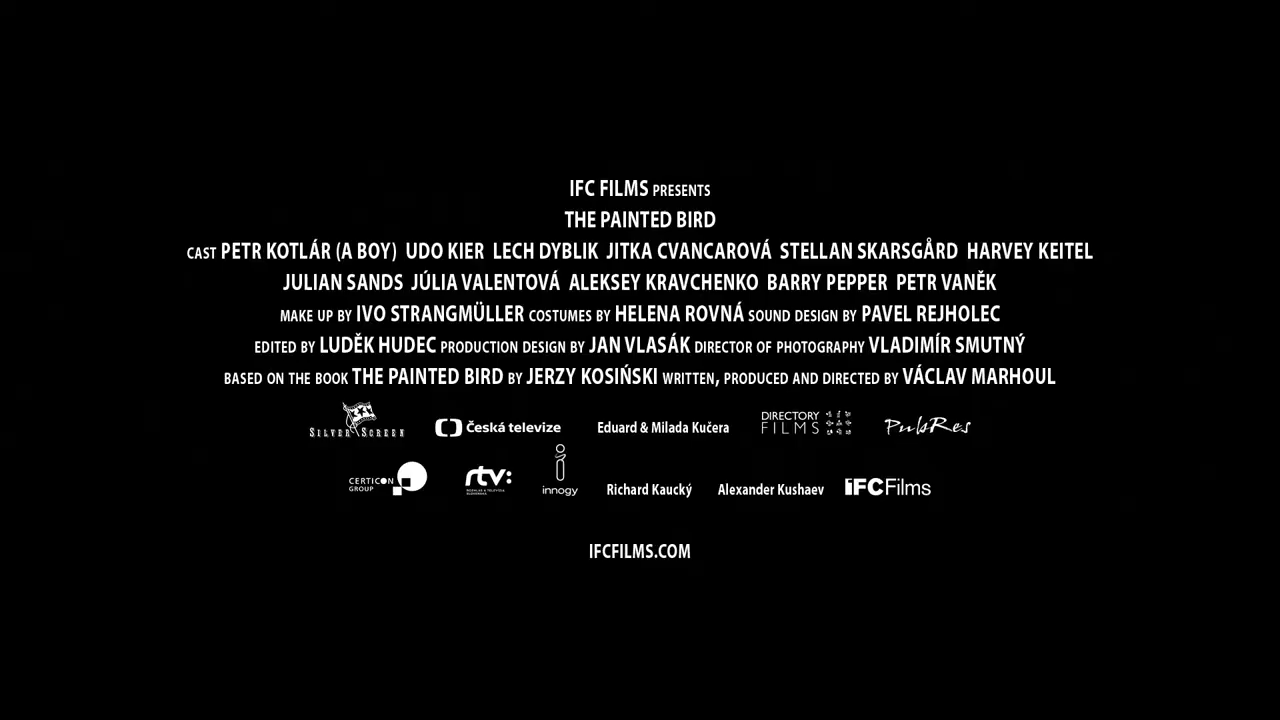 IFC FILMS PRESENTS
THE PAINTED BIRD
CAST PETR KOTLÁR (A BOY) UDO KIER LECH DYBLIK JITKA CVANCAROVÁ STELLAN SKARSGÅRD HARVEY KEITEL
JULIAN SANDS JÚLIA VALENTOVÁ ALEKSEY KRAVCHENKO BARRY PEPPER PETR VANĚK
MAKE UP BY IVO STRANGMÜLLER COSTUMES BY HELENA ROVNÁ SOUND DESIGN BY PAVEL REJHOLEC
EDITED BY LUDĚK HUDEC PRODUCTION DESIGN BY JAN VLASÁK DIRECTOR OF PHOTOGRAPHY VLADIMÍR SMUTNÝ
BASED ON THE BOOK THE PAINTED BIRD BY JERZY KOSIŃSKI WRITTEN, PRODUCED AND DIRECTED BY VÁCLAV MARHOUL
SILVER SCREEN Česká televize Eduard & Milada Kučera DIRECTORY FILMS PubRes
CERTICON GROUP rtv: innogy Richard Kaucký Alexander Kushaev IFC Films
IFCFILMS.COM